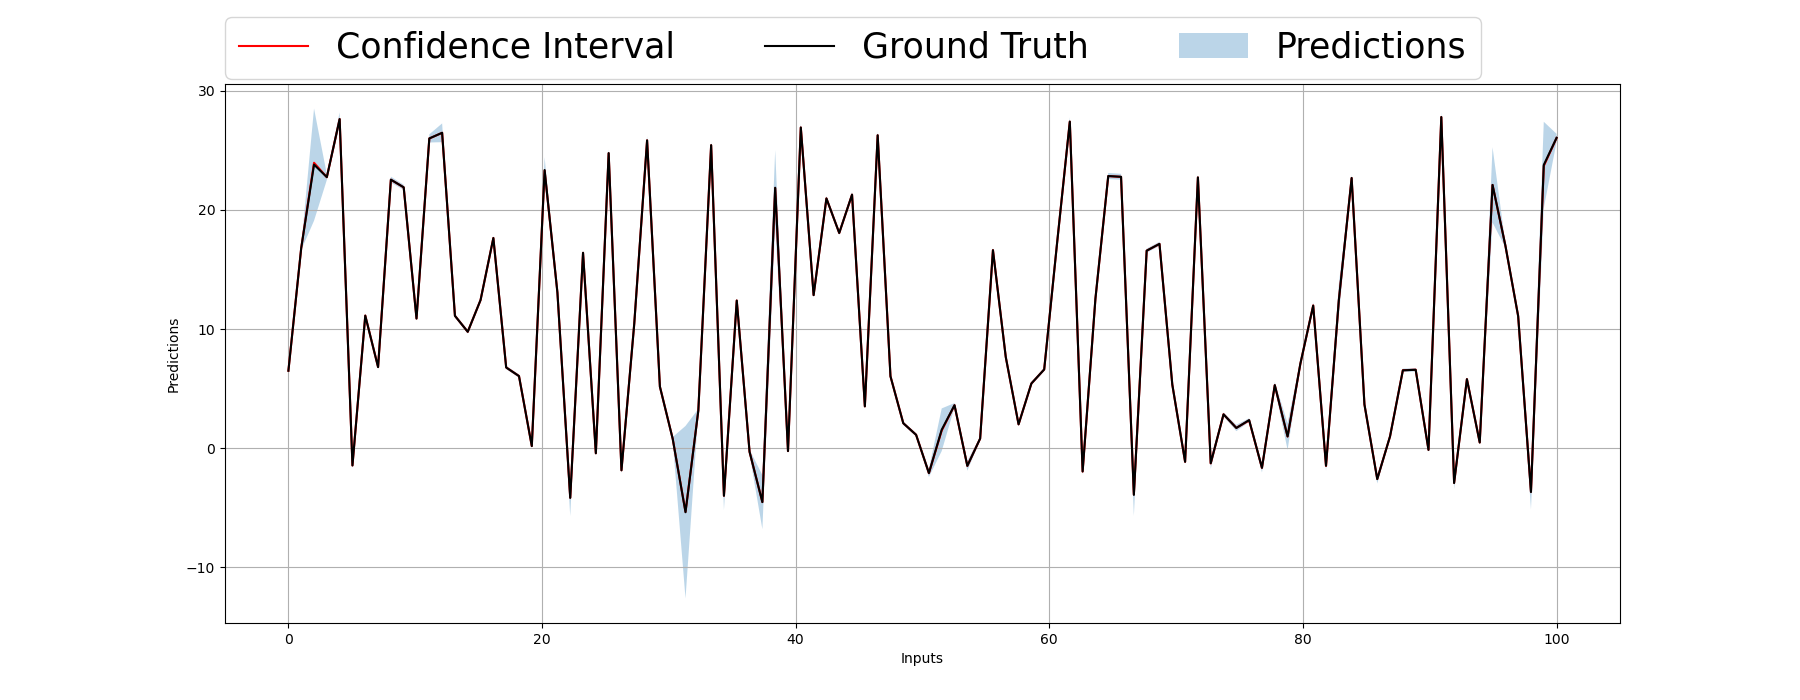 Confidence Interval Ground Truth Predictions
30
20
10
0
−10
Predictions
0 20 40 60 80 100
Inputs